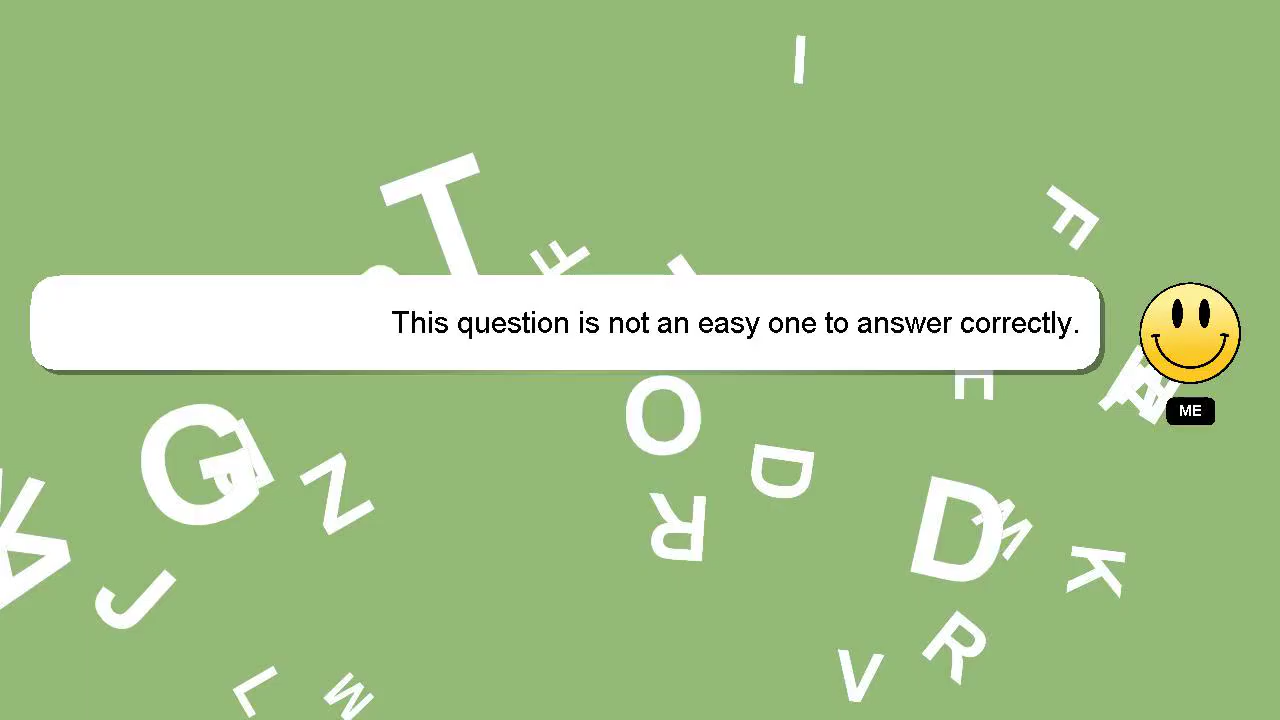 I
T
F
F
This question is not an easy one to answer correctly.
H
ME
O
G
D
N
D
M
R
K
J
R
V
L
M